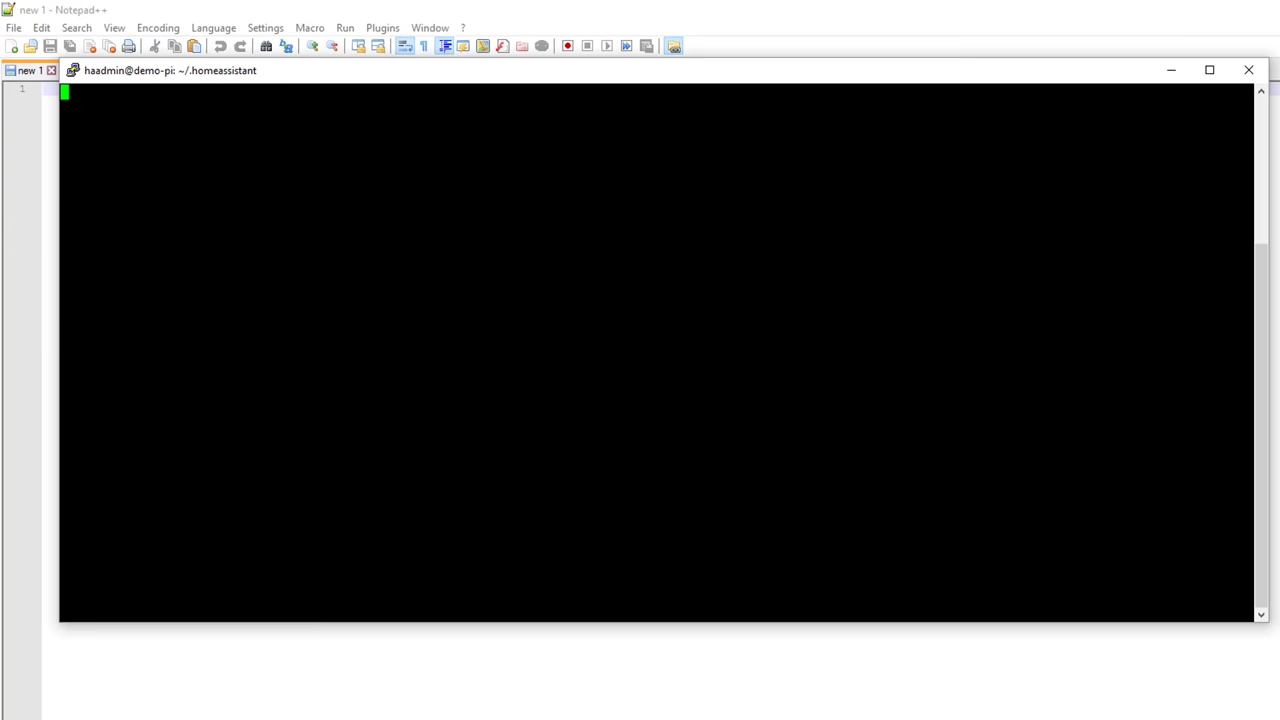 new 1 - Notepad++
File Edit Search View Encoding Language Settings Macro Run Plugins Window ?
new 1
haadmin@demo-pi: ~/.homeassistant
1